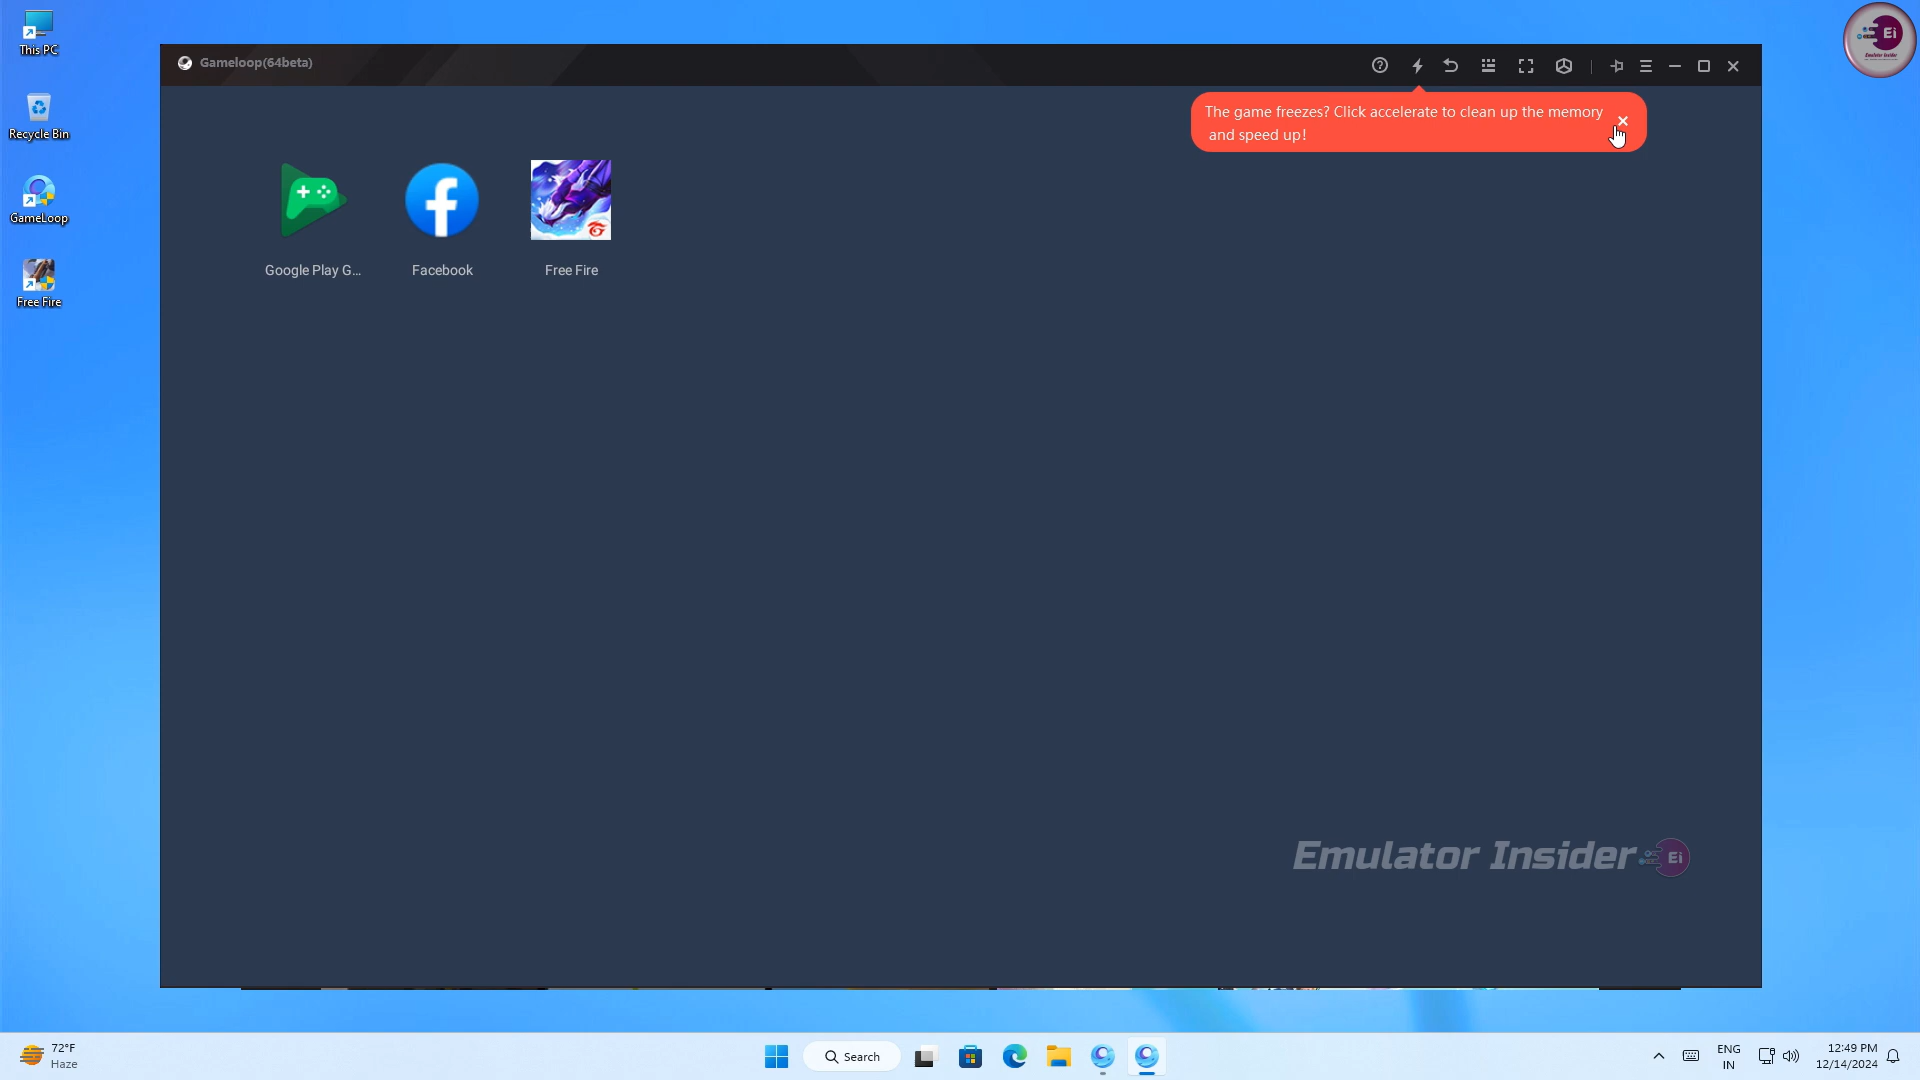 This PC
Ei
Emulator Insider
Gameloop(64beta)
The game freezes? Click accelerate to clean up the memory
and speed up!
Recycle Bin
GameLoop
Free Fire
Google Play G...
Facebook
Free Fire
Emulator Insider Ei
72°F
Haze
Search
ENG
IN
12:49 PM
12/14/2024